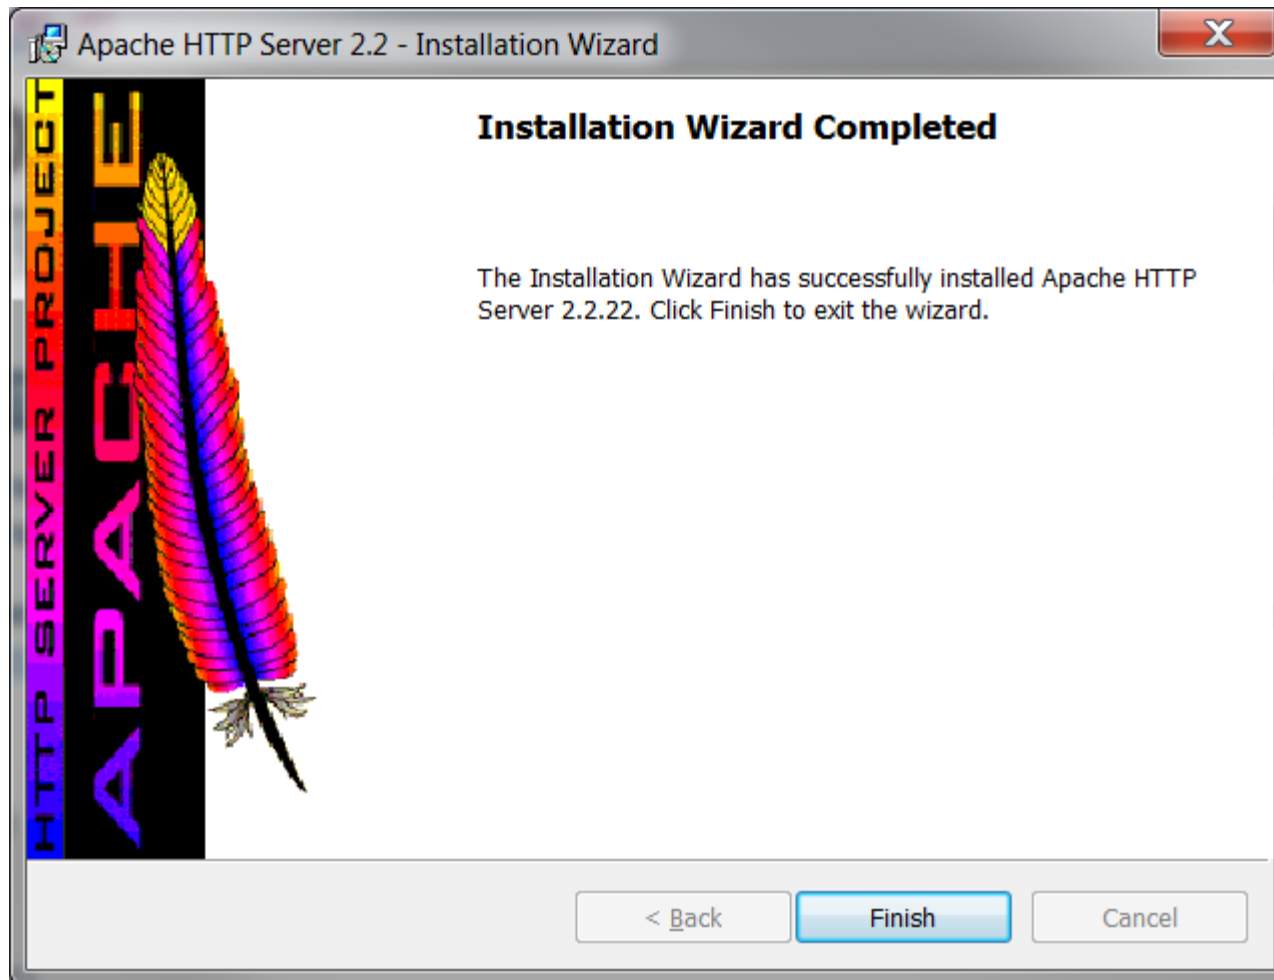 Apache HTTP Server 2.2 - Installation Wizard
X
HTTP SERVER PROJECT
APACHE
Installation Wizard Completed
The Installation Wizard has successfully installed Apache HTTP
Server 2.2.22. Click Finish to exit the wizard.
< Back
Finish
Cancel